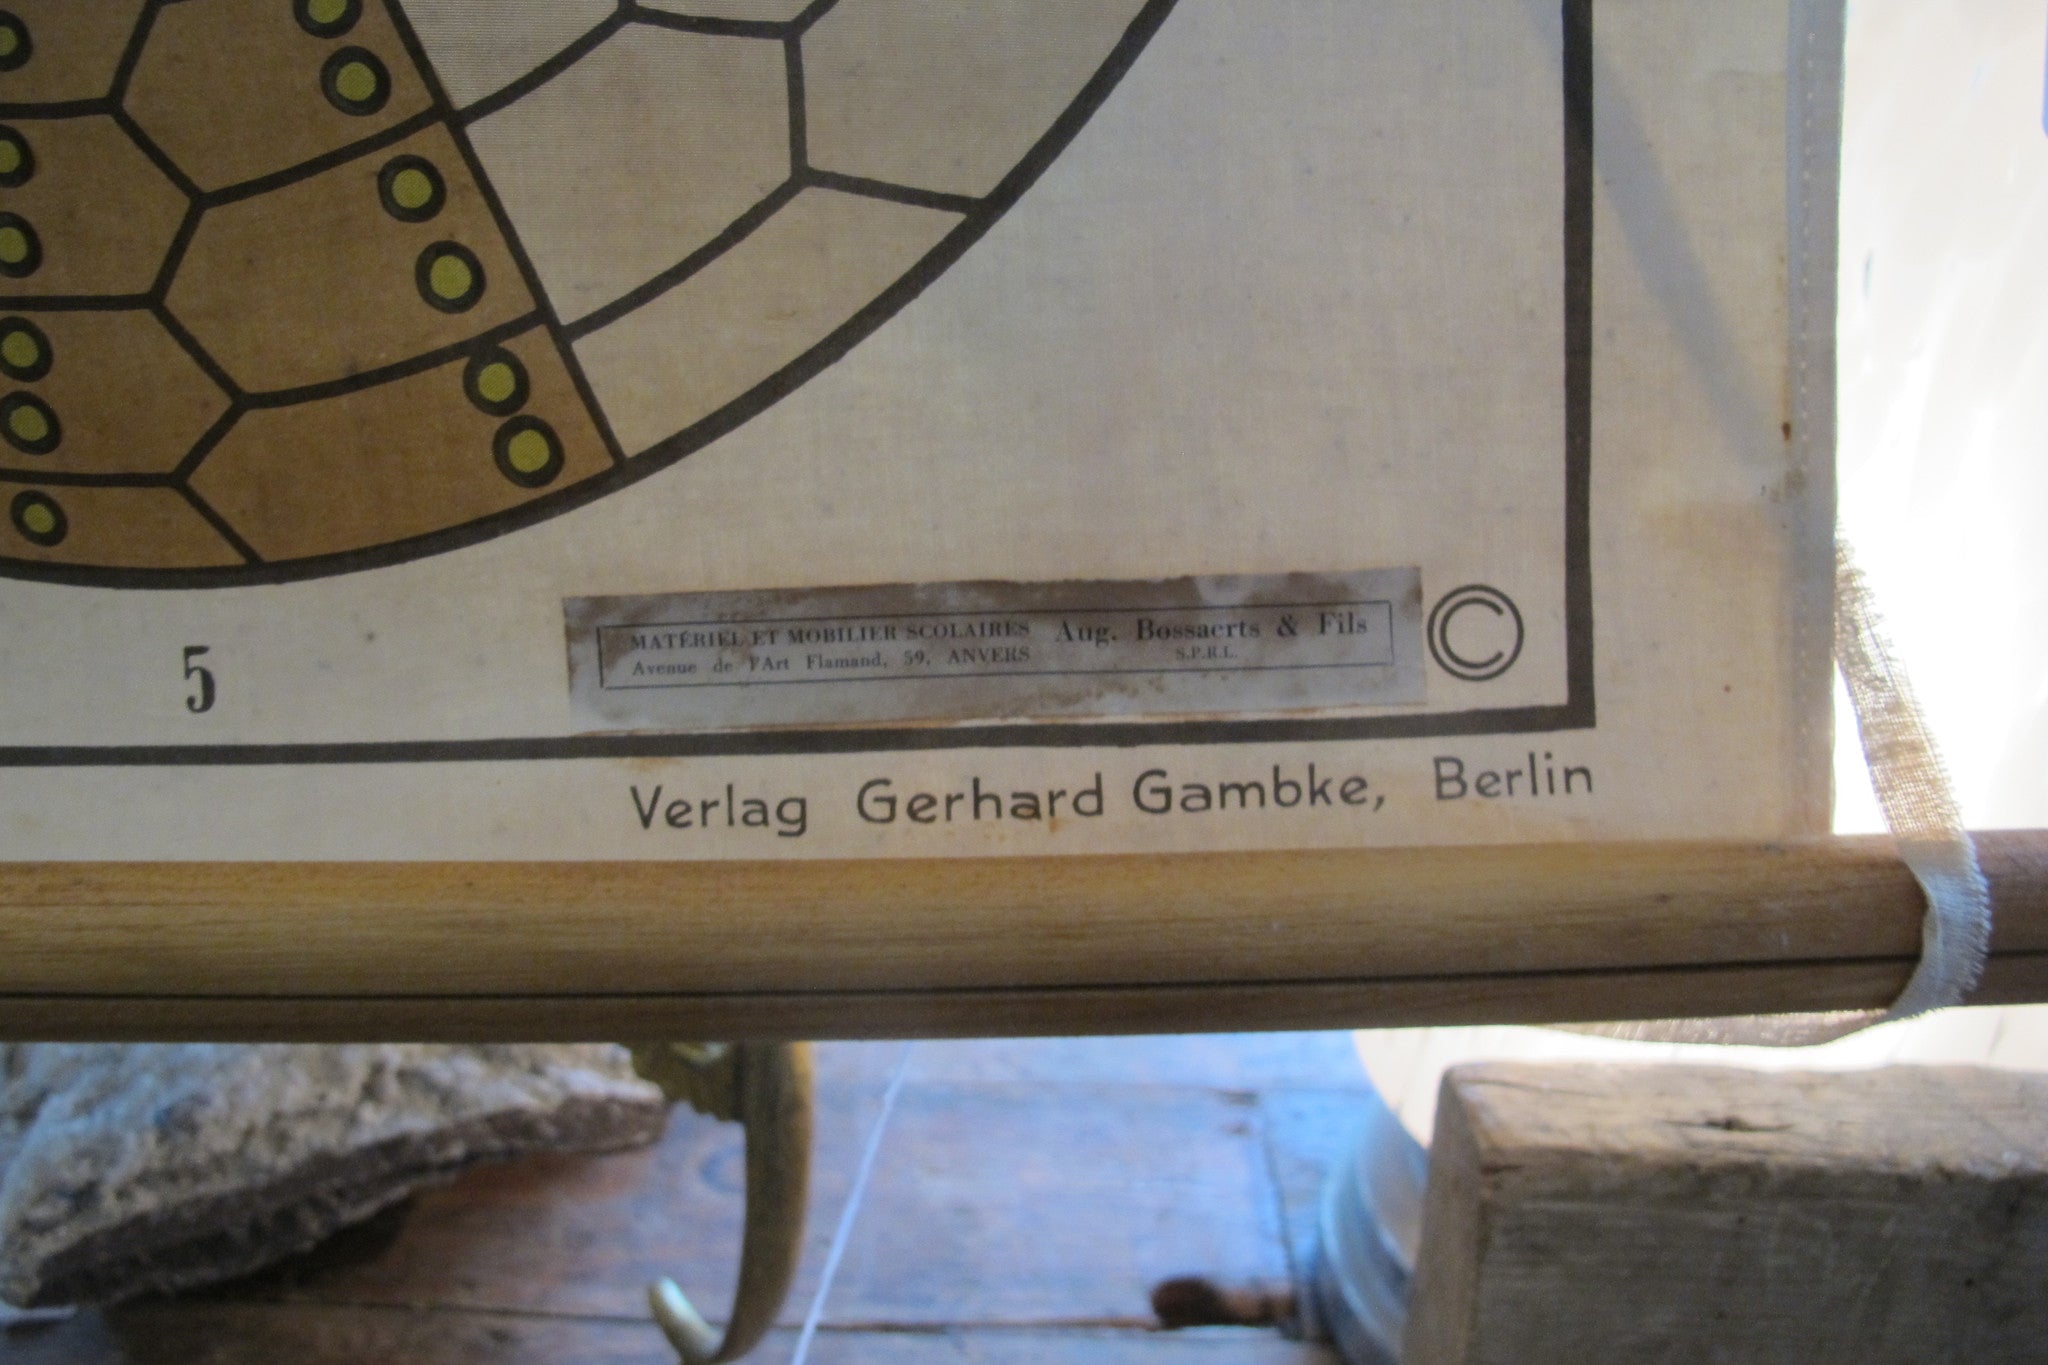 5
MATÉRIEL ET MOBILIER SCOLAIRES Aug. Bossaerts & Fils
Avenue de l'Art Flamand, 59, ANVERS S.P.R.L.
©
Verlag Gerhard Gambke, Berlin